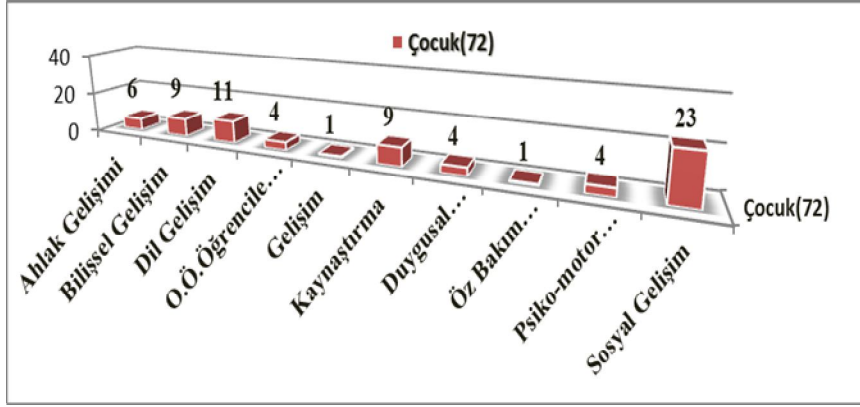 Çocuk(72)
40
20
0
6
9
11
4
1
9
4
1
4
23
Ahlak Gelişimi
Bilişsel Gelişim
Dil Gelişim
O.Ö.Öğrencile...
Gelişim
Kaynaştırma
Duygusal...
Öz Bakım...
Psiko-motor...
Sosyal Gelişim
Çocuk(72)